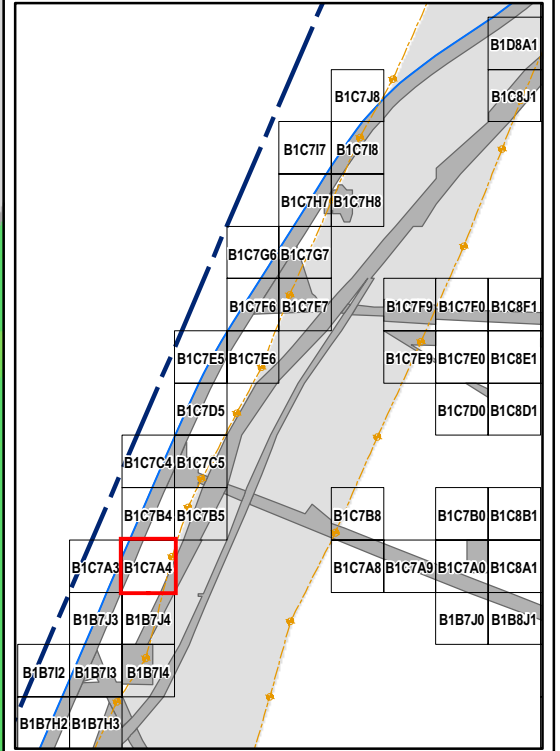 B1D8A1
B1C7J8 B1C8J1
B1C7I7 B1C7I8
B1C7H7 B1C7H8
B1C7G6 B1C7G7
B1C7F6 B1C7F7 B1C7F9 B1C7F0 B1C8F1
B1C7E5 B1C7E6 B1C7E9 B1C7E0 B1C8E1
B1C7D5 B1C7D0 B1C8D1
B1C7C4 B1C7C5
B1C7B4 B1C7B5 B1C7B8 B1C7B0 B1C8B1
B1C7A3 B1C7A4 B1C7A8 B1C7A9 B1C7A0 B1C8A1
B1B7J3 B1B7J4 B1B7J0 B1B8J1
B1B7I2 B1B7I3 B1B7I4
B1B7H2 B1B7H3